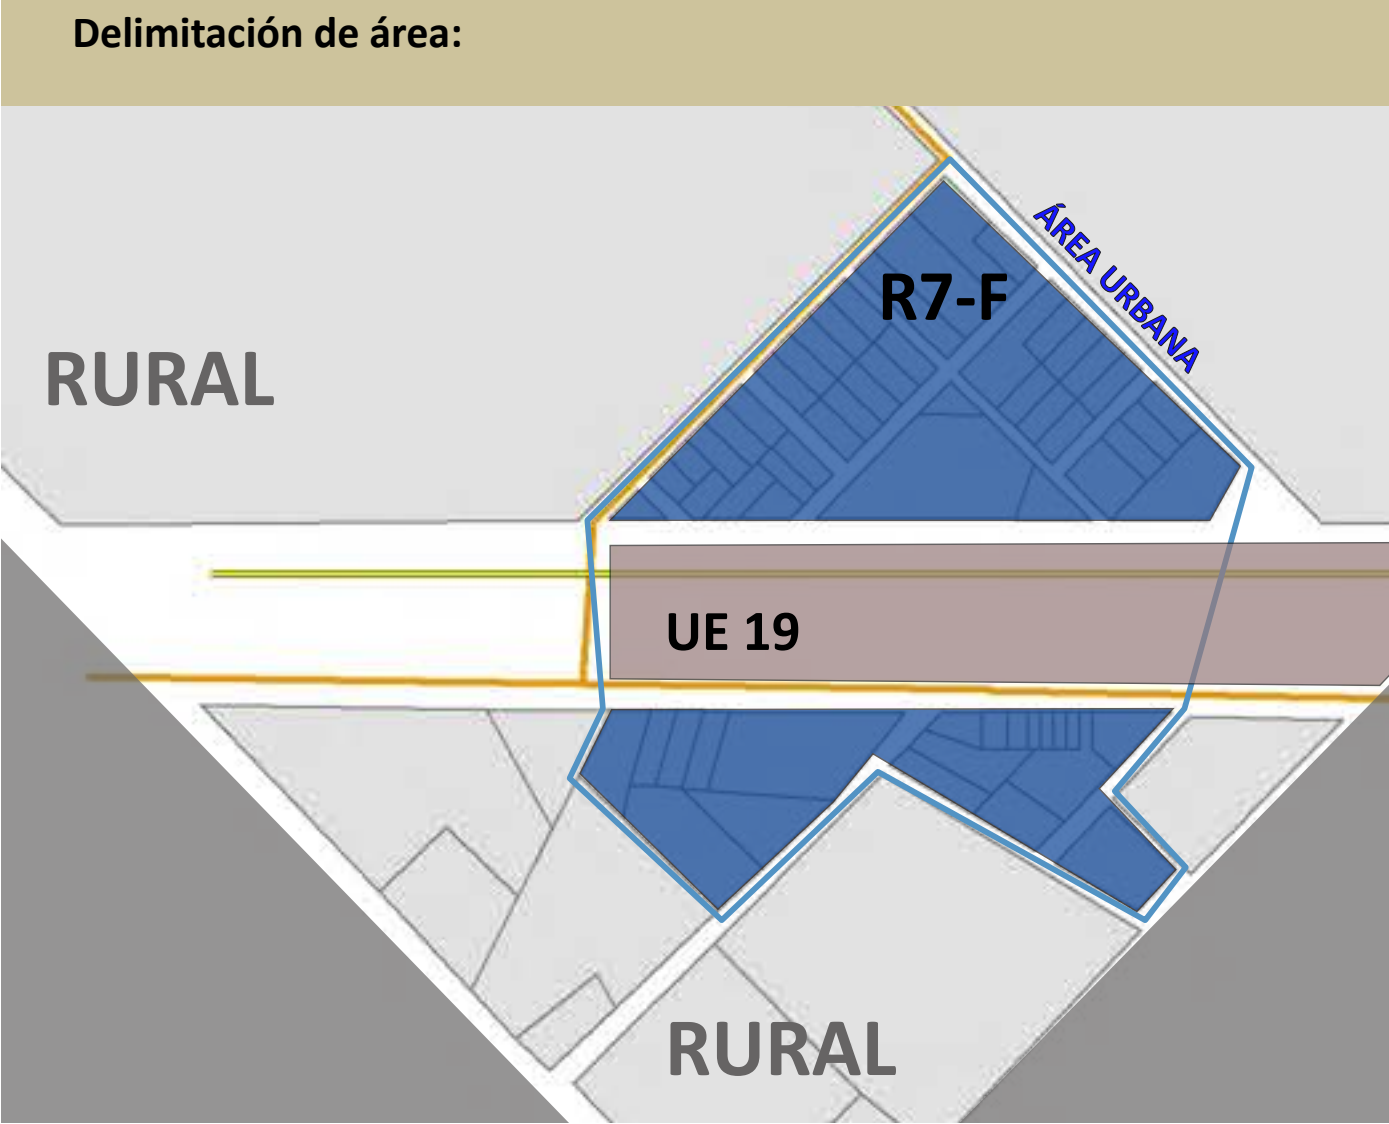 Delimitación de área:
ÁREA URBANA
R7-F
RURAL
UE 19
RURAL